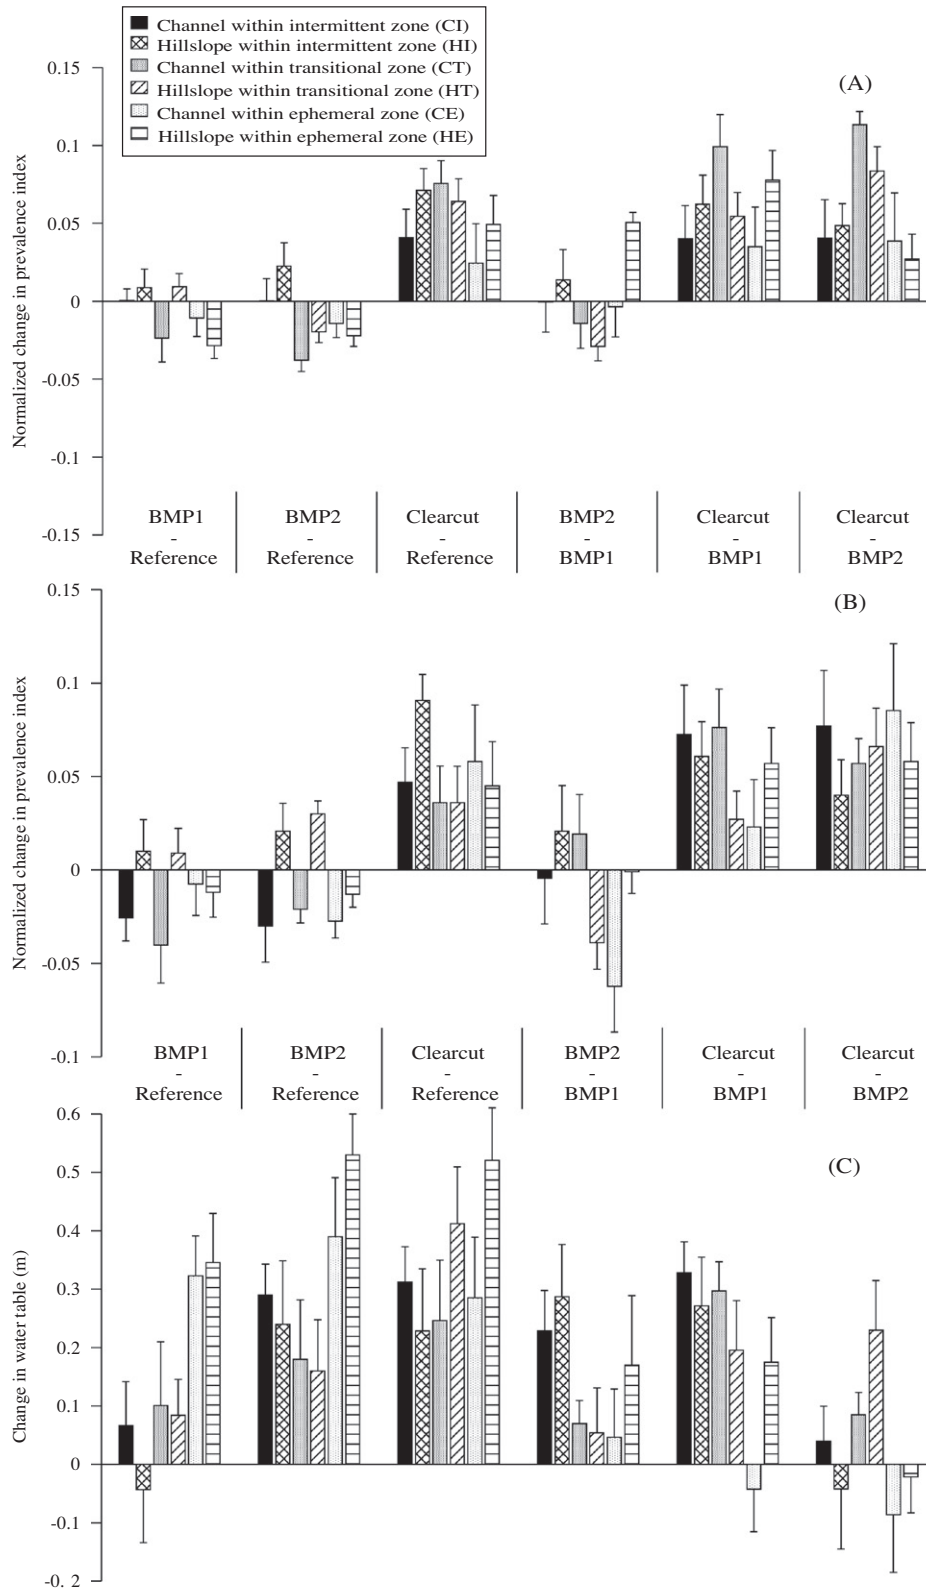 Channel within intermittent zone (CI)
Hillslope within intermittent zone (HI)
Channel within transitional zone (CT)
Hillslope within transitional zone (HT)
Channel within ephemeral zone (CE)
Hillslope within ephemeral zone (HE)
(A)
Normalized change in prevalence index
0.15
0.1
0.05
0
-0.05
-0.1
-0.15
BMP1 BMP2 Clearcut BMP2 Clearcut Clearcut
- - - - - -
Reference Reference Reference BMP1 BMP1 BMP2
(B)
Normalized change in prevalence index
0.15
0.1
0.05
0
-0.05
-0.1
BMP1 BMP2 Clearcut BMP2 Clearcut Clearcut
- - - - - -
Reference Reference Reference BMP1 BMP1 BMP2
(C)
Change in water table (m)
0.6
0.5
0.4
0.3
0.2
0.1
0
-0.1
-0. 2